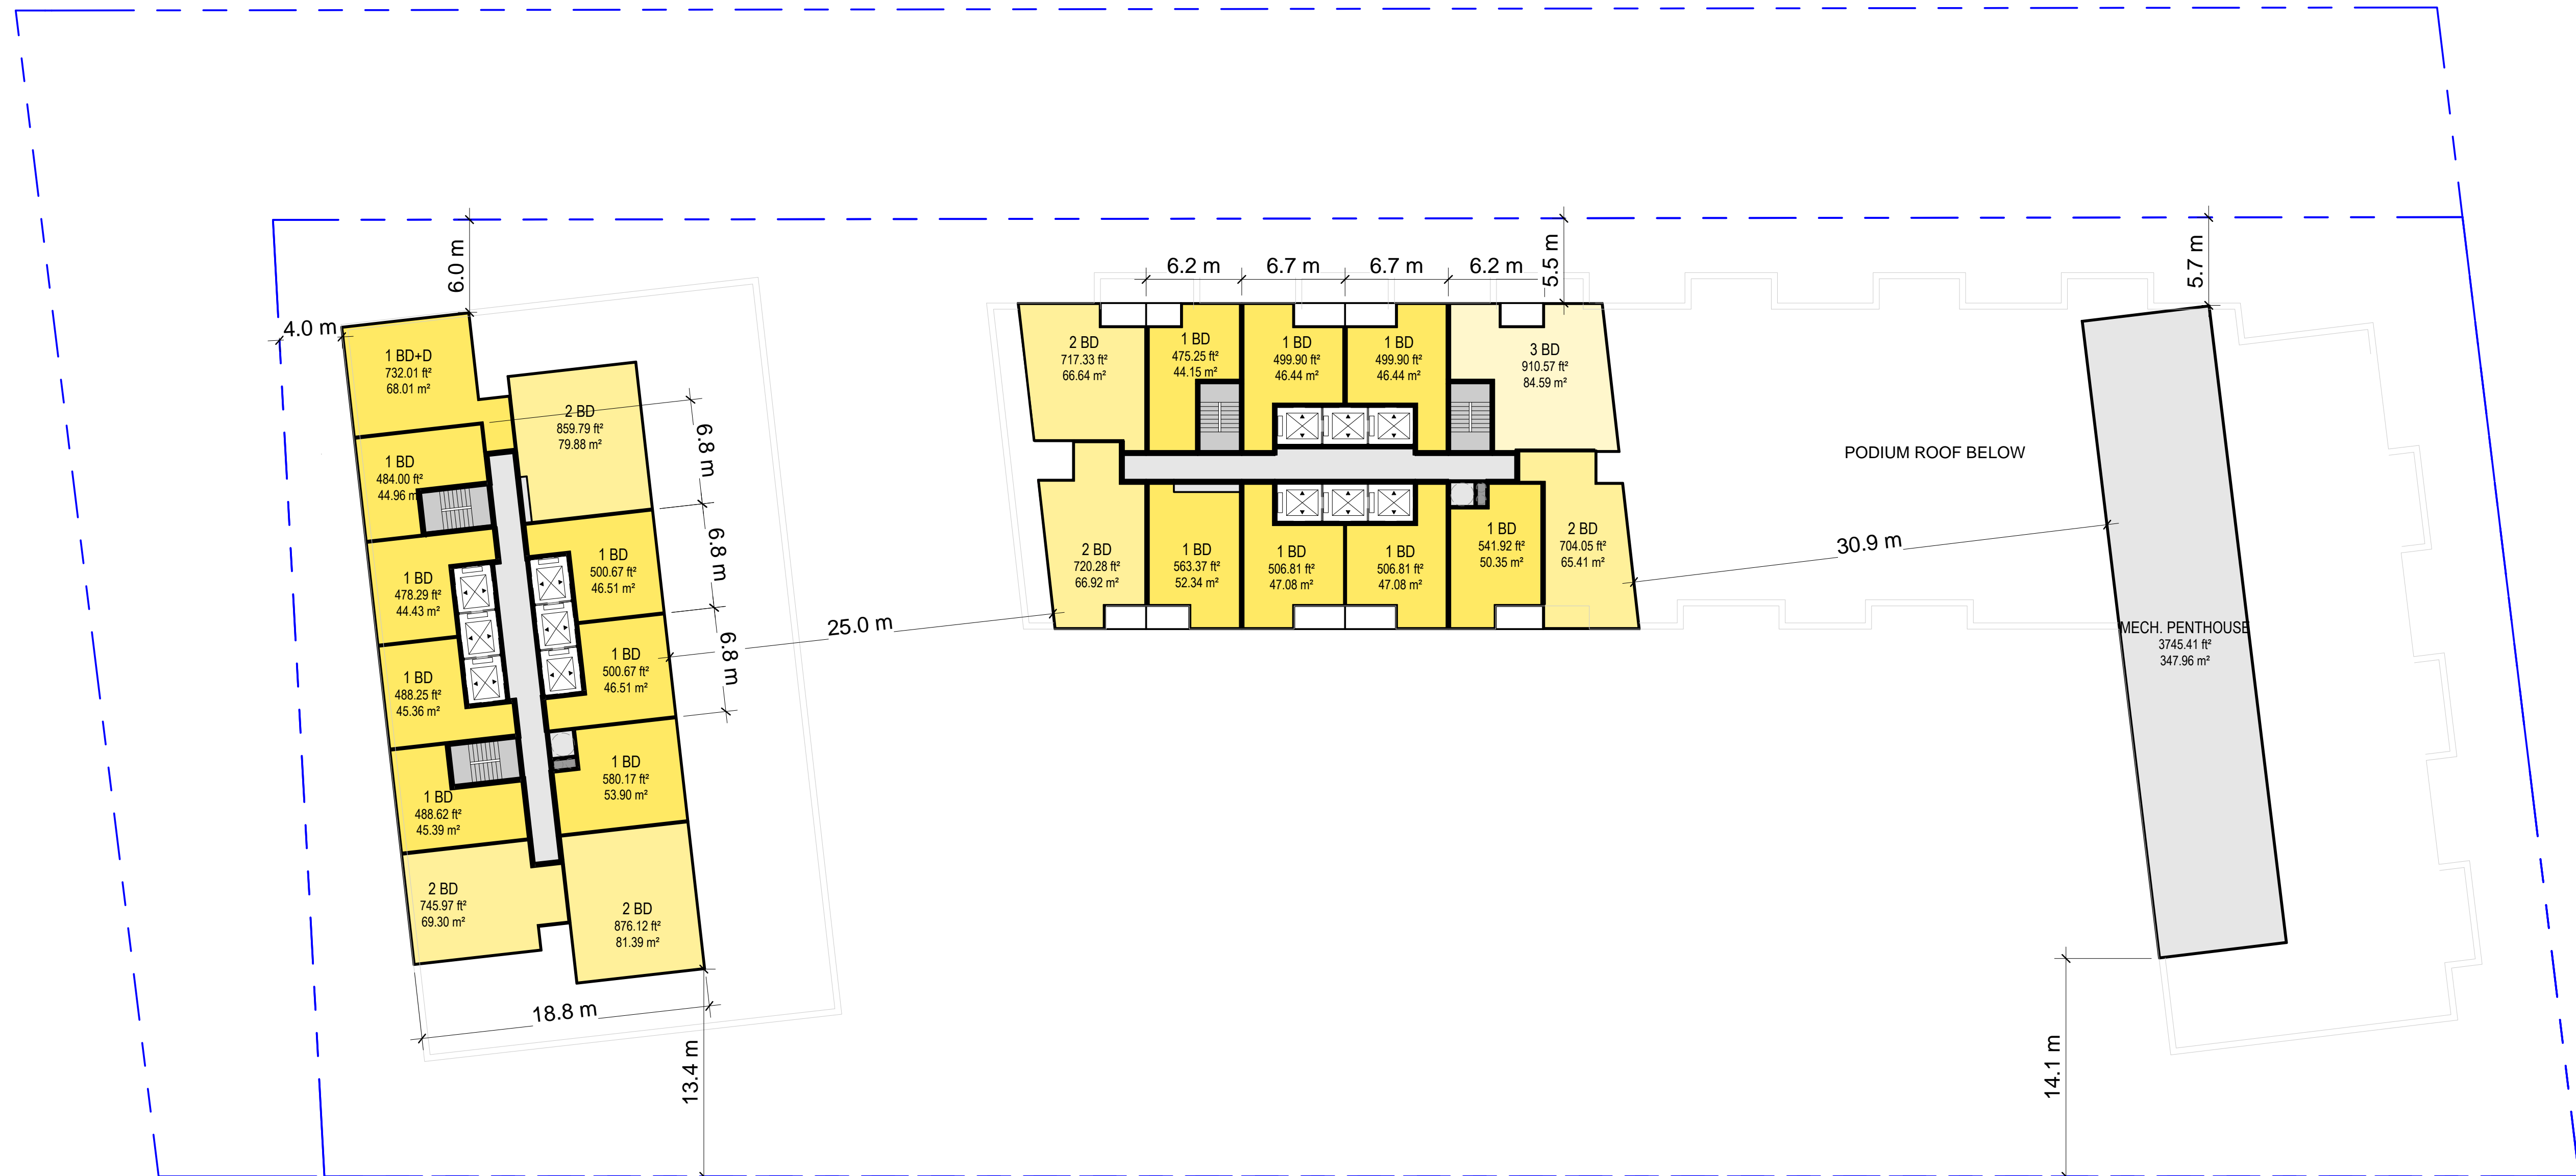 6.0 m
4.0 m
1 BD+D
732.01 ft²
68.01 m²
2 BD
859.79 ft²
79.88 m²
6.8 m
1 BD
484.00 ft²
44.96 m
1 BD
478.29 ft²
44.43 m²
1 BD
500.67 ft²
46.51 m²
6.8 m
1 BD
488.25 ft²
45.36 m²
1 BD
500.67 ft²
46.51 m²
6.8 m
1 BD
488.62 ft²
45.39 m²
1 BD
580.17 ft²
53.90 m²
2 BD
745.97 ft²
69.30 m²
2 BD
876.12 ft²
81.39 m²
18.8 m
13.4 m
25.0 m
6.2 m
6.7 m
6.7 m
6.2 m
5.5 m
2 BD
717.33 ft²
66.64 m²
1 BD
475.25 ft²
44.15 m²
1 BD
499.90 ft²
46.44 m²
1 BD
499.90 ft²
46.44 m²
3 BD
910.57 ft²
84.59 m²
2 BD
720.28 ft²
66.92 m²
1 BD
563.37 ft²
52.34 m²
1 BD
506.81 ft²
47.08 m²
1 BD
506.81 ft²
47.08 m²
1 BD
541.92 ft²
50.35 m²
2 BD
704.05 ft²
65.41 m²
PODIUM ROOF BELOW
30.9 m
5.7 m
MECH. PENTHOUSE
3745.41 ft²
347.96 m²
14.1 m